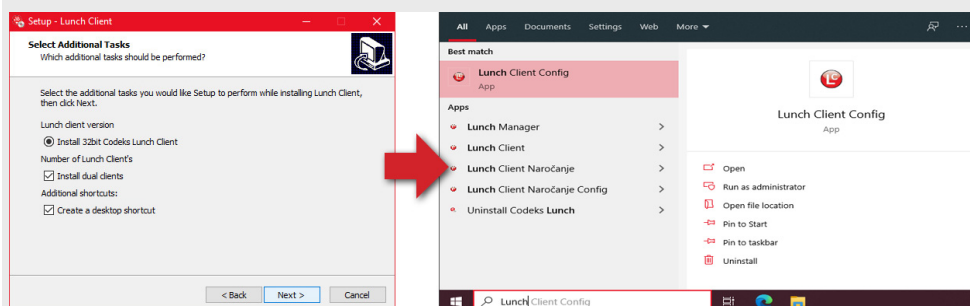 Setup - Lunch Client
Select Additional Tasks
Which additional tasks should be performed?
Select the additional tasks you would like Setup to perform while installing Lunch Client,
then click Next.
Lunch client version
Install 32bit Codeks Lunch Client
Number of Lunch Client's
Install dual clients
Additional shortcuts:
Create a desktop shortcut
< Back Next > Cancel
All Apps Documents Settings Web More
Best match
Lunch Client Config
App
Apps
Lunch Manager
Lunch Client
Lunch Client Naročanje
Lunch Client Naročanje Config
Uninstall Codeks Lunch
LC
Lunch Client Config
App
Open
Run as administrator
Open file location
Pin to Start
Pin to taskbar
Uninstall
Lunch Client Config